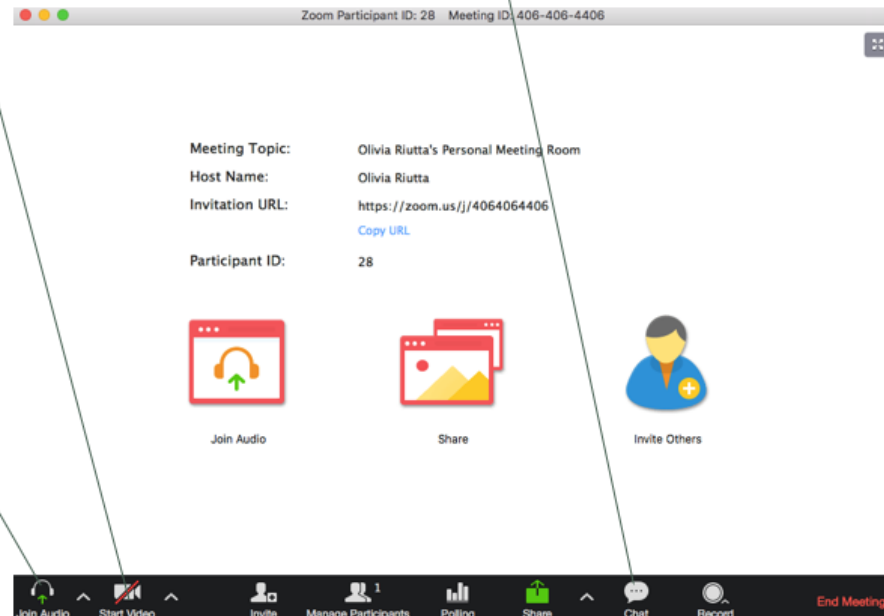 Zoom Participant ID: 28 Meeting ID: 406-406-4406
Meeting Topic: Olivia Riutta's Personal Meeting Room
Host Name: Olivia Riutta
Invitation URL: https://zoom.us/j/4064064406
Copy URL
Participant ID: 28
Join Audio Share Invite Others
1
Join Audio Start Video Invite Manage Participants Polling Share Chat Record End Meeting